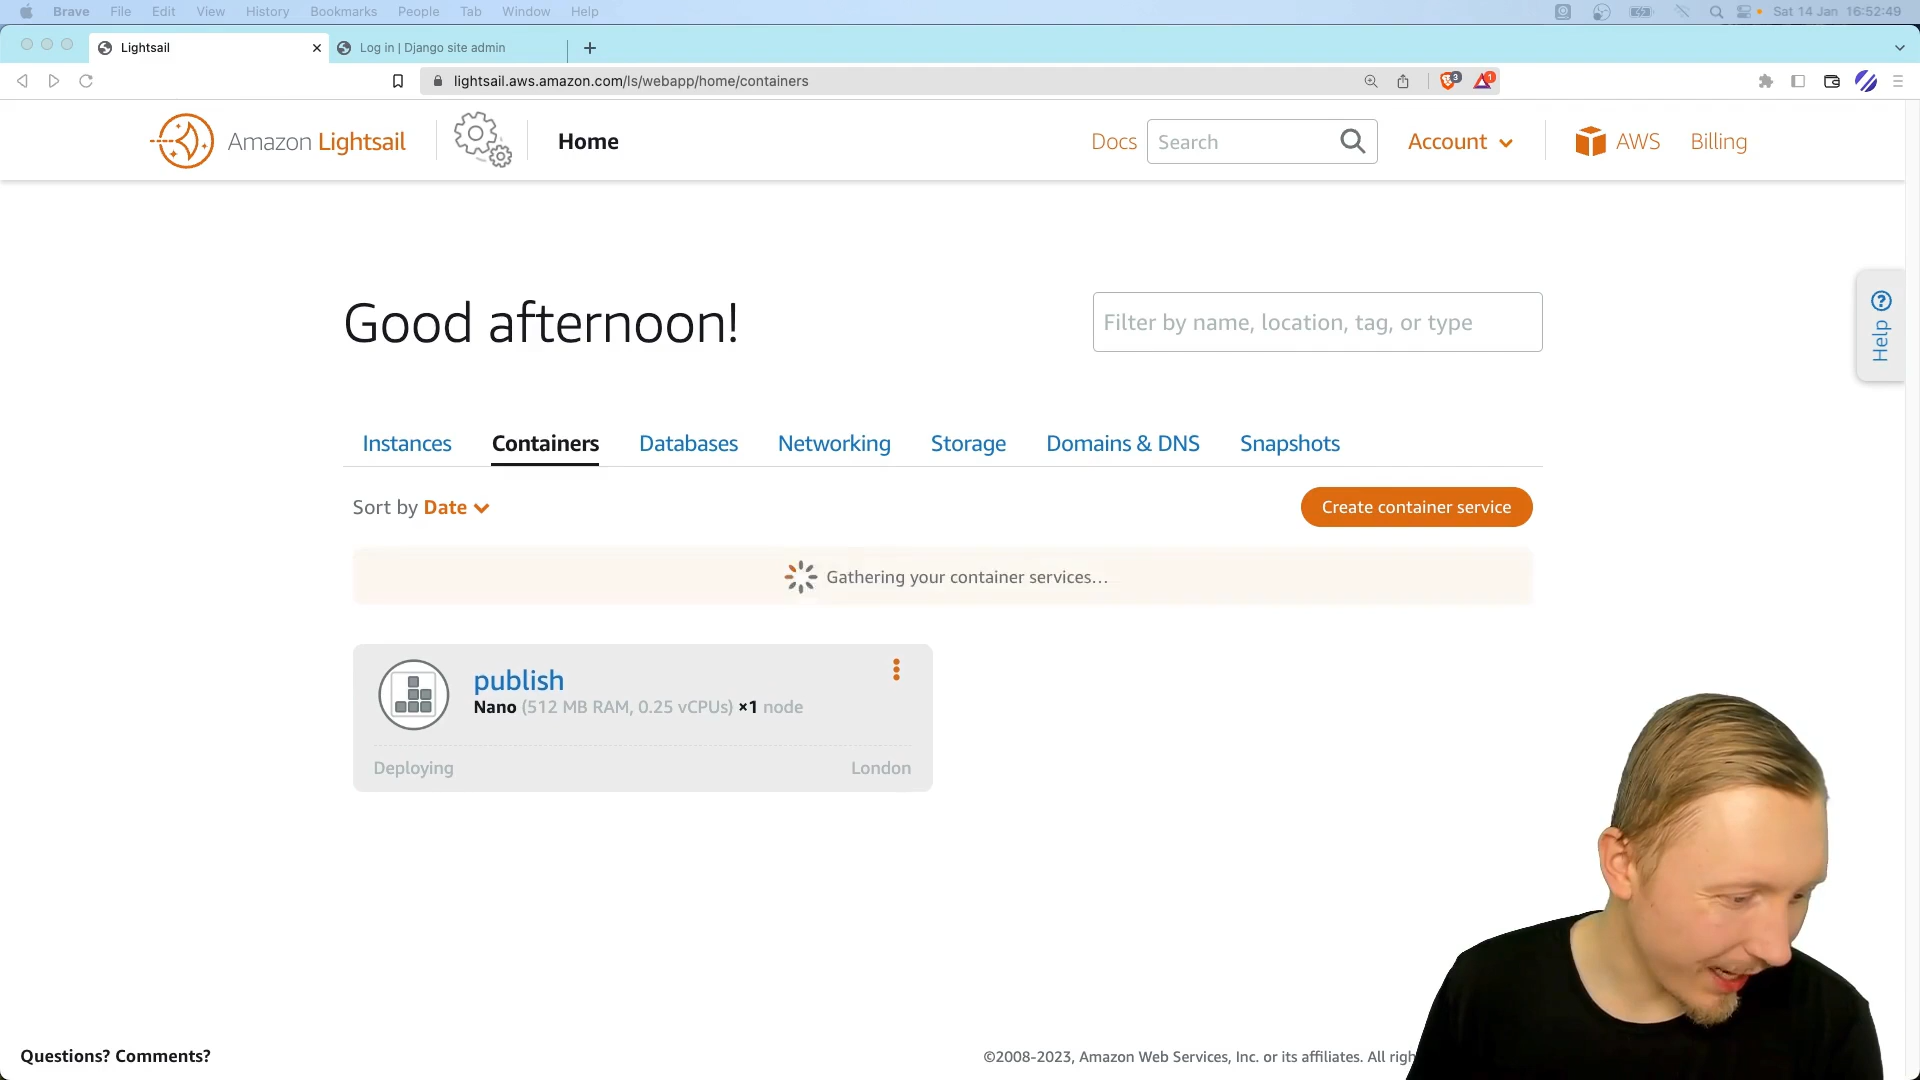 Brave File Edit View History Bookmarks People Tab Window Help Sat 14 Jan 16:52:49
Lightsail Log in | Django site admin
lightsail.aws.amazon.com/ls/webapp/home/containers 3 1
Amazon Lightsail Home Docs Search Account AWS Billing
Good afternoon! Filter by name, location, tag, or type
Help
Instances Containers Databases Networking Storage Domains & DNS Snapshots
Sort by Date Create container service
Gathering your container services...
publish
Nano (512 MB RAM, 0.25 vCPUs) ×1 node
Deploying London
Questions? Comments? ©2008-2023, Amazon Web Services, Inc. or its affiliates. All